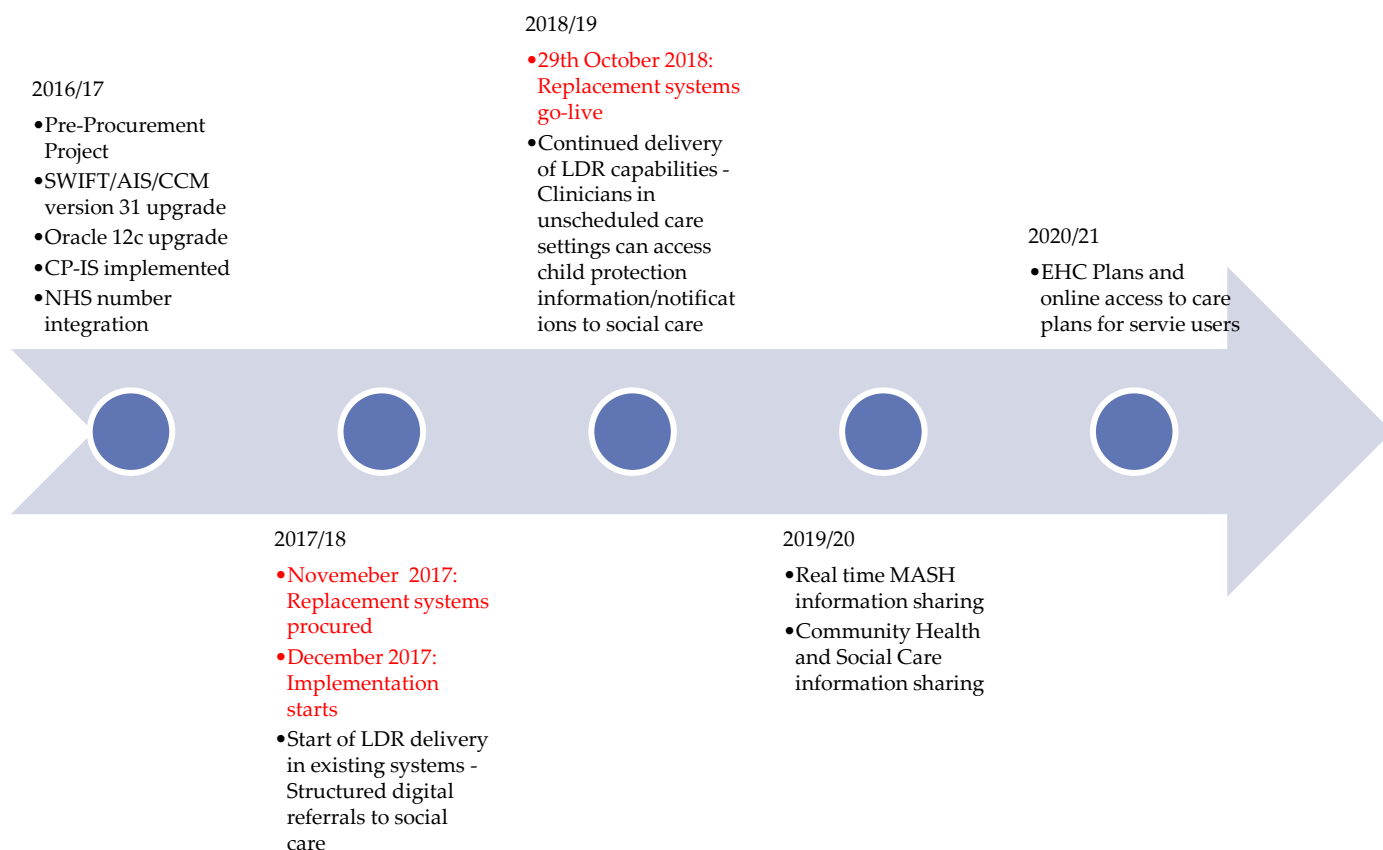 2016/17
•Pre-Procurement
Project
•SWIFT/AIS/CCM
version 31 upgrade
•Oracle 12c upgrade
•CP-IS implemented
•NHS number
integration
2017/18
•Novemeber  2017:
Replacement systems
procured
•December 2017:
Implementation
starts
•Start of LDR delivery
in existing systems -
Structured digital
referrals to social
care
2018/19
•29th October 2018:
Replacement systems
go-live
•Continued delivery
of LDR capabilities -
Clinicians in
unscheduled care
settings can access
child protection
information/notificat
ions to social care
2019/20
•Real time MASH
information sharing
•Community Health
and Social Care
information sharing
2020/21
•EHC Plans and
online access to care
plans for servie users